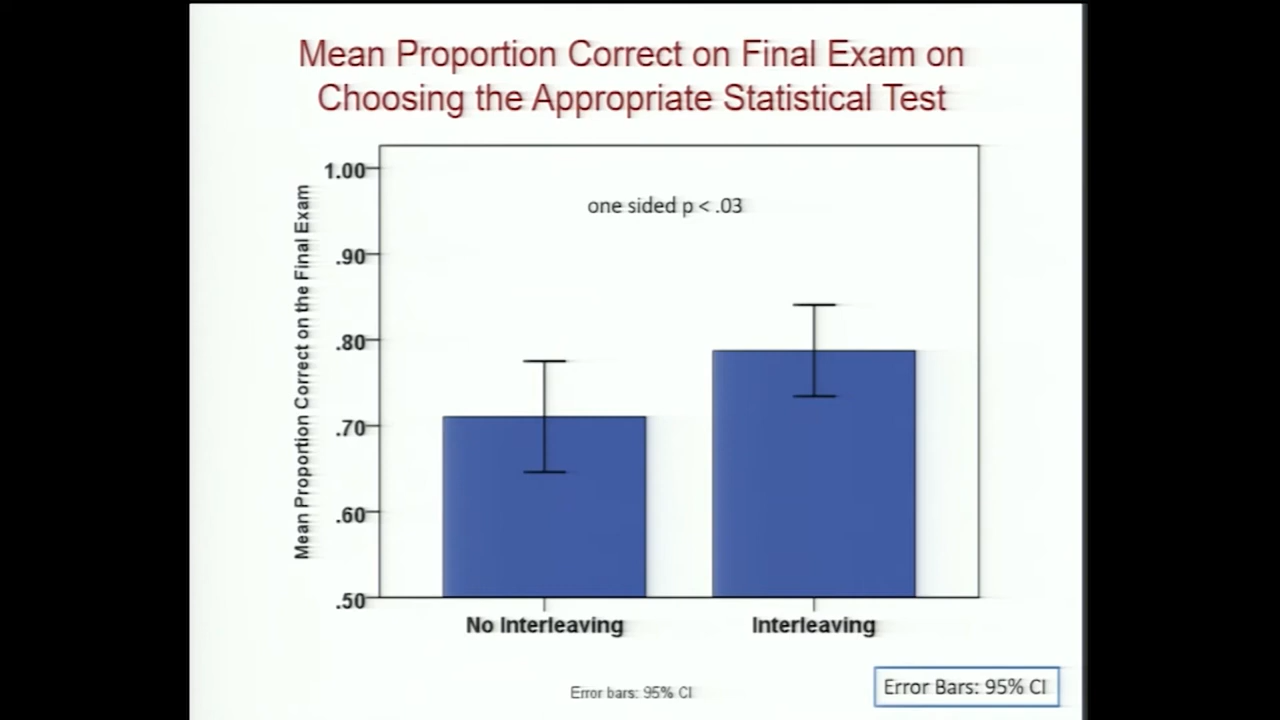 Mean Proportion Correct on Final Exam on
Choosing the Appropriate Statistical Test
Mean Proportion Correct on the Final Exam
1.00
.90
.80
.70
.60
.50
one sided p < .03
No Interleaving
Interleaving
Error bars: 95% CI
Error Bars: 95% CI